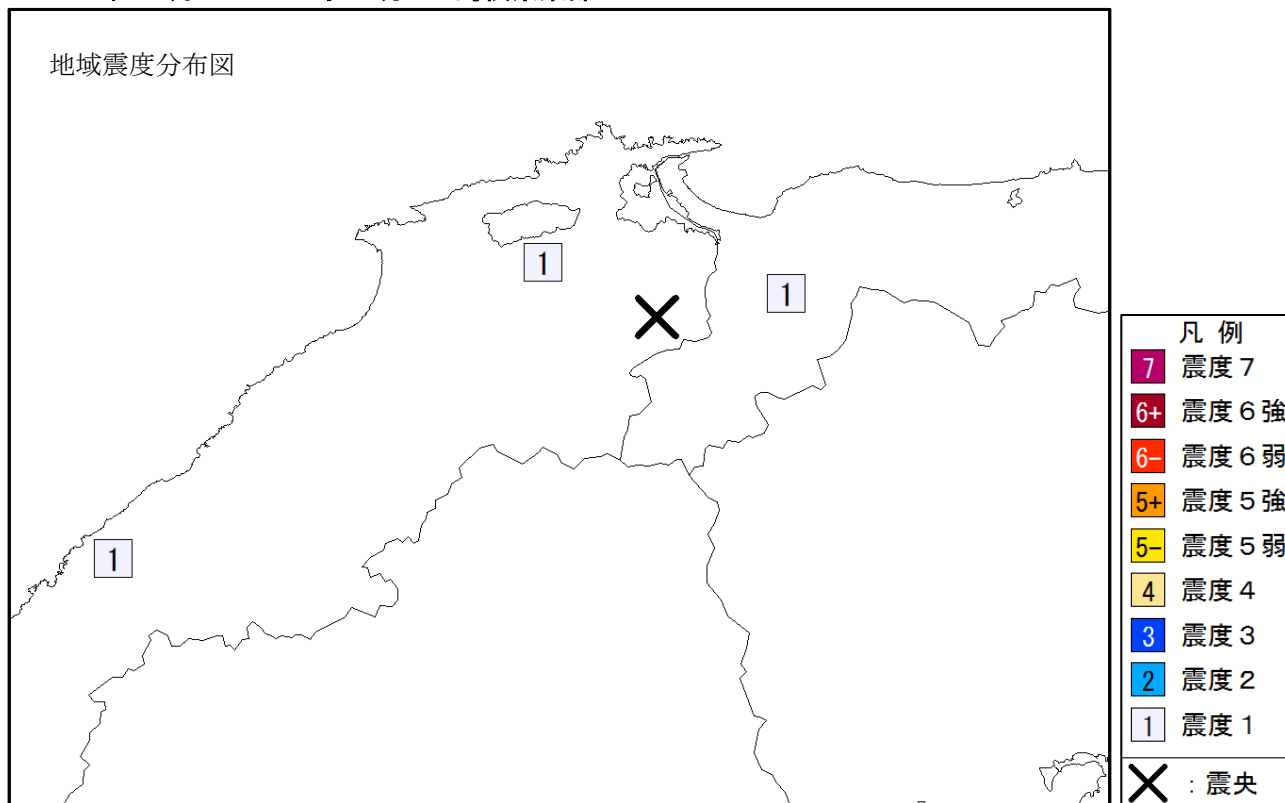 地域震度分布図
1
1
1
凡 例
7 震度７
6+ 震度６強
6− 震度６弱
5+ 震度５強
5− 震度５弱
4 震度４
3 震度３
2 震度２
1 震度１
：震央